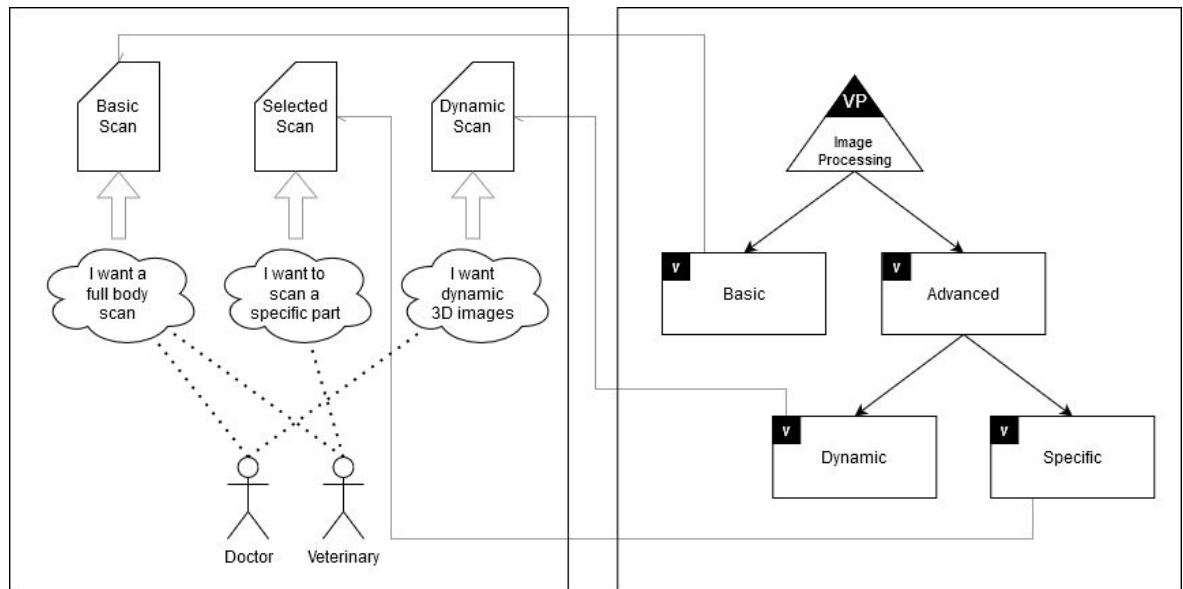 Basic
Scan
Selected
Scan
Dynamic
Scan
I want a
full body
scan
I want to
scan a
specific part
I want
dynamic
3D images
Doctor
Veterinary
VP
Image
Processing
V
Basic
V
Advanced
V
Dynamic
V
Specific